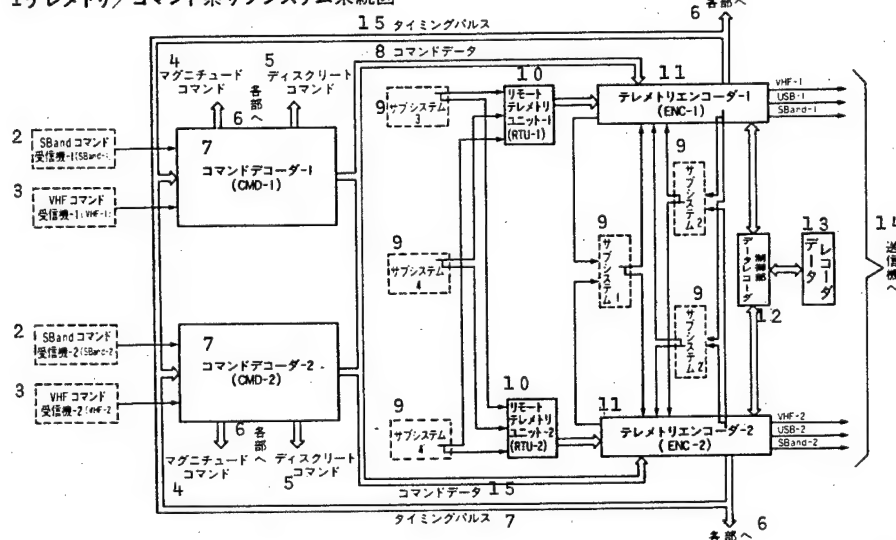 1テレメトリ/コマンド系サブシステム系統図
6 各部へ
15 タイミングパルス
8 コマンドデータ
4
マグニチュード
コマンド
5
ディスクリート
コマンド
6 各部へ
2
SBandコマンド
受信機-1(SBand-1)
3
VHFコマンド
受信機-1(VHF-1)
7
コマンドデコーダ-1
(CMD-1)
9
サブシステム
3
10
リモート
テレメトリ
ユニット-1
(RTU-1)
11
テレメトリエンコーダ-1
(ENC-1)
VHF-1
USB-1
SBand-1
9
サブシステム2
9
サブシステム
4
9
サブシステム1
データレコーダ制御部
12
13
データ
レコーダ
14
送信機へ
9
サブシステム2
2
SBandコマンド
受信機-2(SBand-2
3
VHFコマンド
受信機-2(VHF-2
7
コマンドデコーダ-2
(CMD-2)
6 各部へ
マグニチュード
コマンド
4
ディスクリート
コマンド
5
9
サブシステム
4
10
リモート
テレメトリ
ユニット-2
(RTU-2)
11
テレメトリエンコーダ-2
(ENC-2)
VHF-2
USB-2
SBand-2
コマンドデータ 15
タイミングパルス 7
各部へ 6